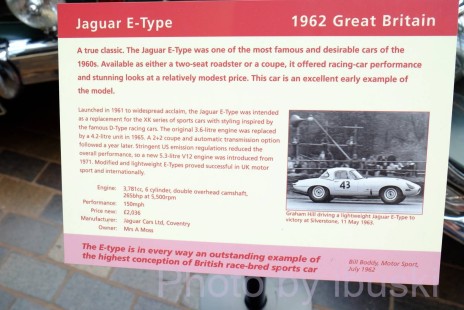 Jaguar E-Type
1962 Great Britain
A true classic. The Jaguar E-Type was one of the most famous and desirable cars of the
1960s. Available as either a two-seat roadster or a coupe, it offered racing-car performance
and stunning looks at a relatively modest price. This car is an excellent early example of
the model.
Launched in 1961 to widespread acclaim, the Jaguar E-Type was intended
as a replacement for the XK series of sports cars with styling inspired by
the famous D-Type racing cars. The original 3.6-litre engine was replaced
by a 4.2-litre unit in 1965. A 2+2 coupe and automatic transmission option
followed a year later. Stringent US emission regulations reduced the
overall performance, so a new 5.3-litre V12 engine was introduced from
1971. Modified and lightweight E-Types proved successful in UK motor
sport and internationally.
Engine: 3,781cc, 6 cylinder, double overhead camshaft,
265bhp at 5,500rpm
Performance: 150mph
Price new: £2,036
Manufacturer: Jaguar Cars Ltd, Coventry
Owner: Mrs A Moss
43
Graham Hill driving a lightweight Jaguar E-Type to
victory at Silverstone, 11 May 1963.
The E-type is in every way an outstanding example of
the highest conception of British race-bred sports car
Bill Boddy, Motor Sport,
July 1962
Photo by Ibuski